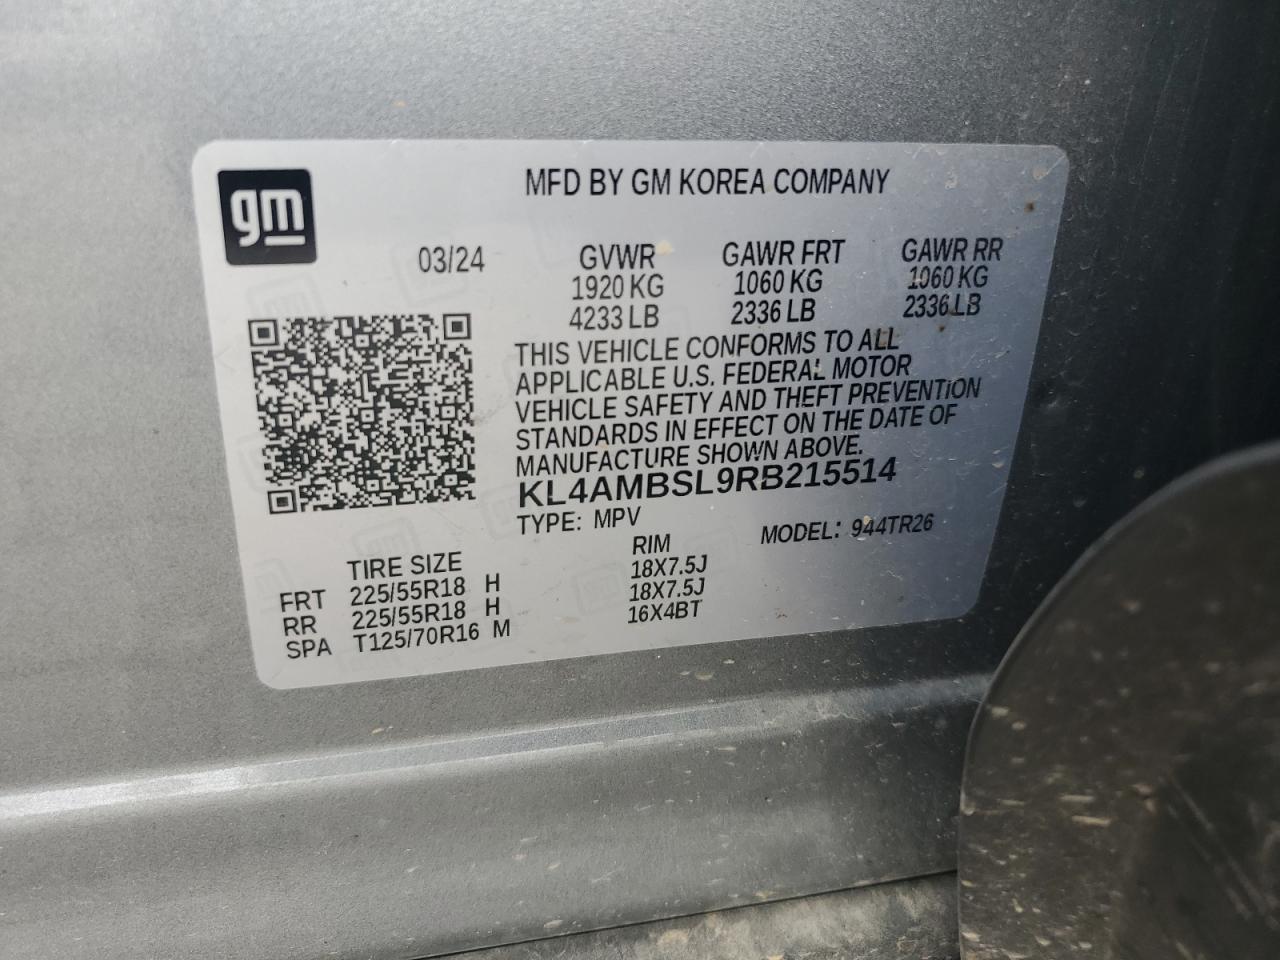 gm
MFD BY GM KOREA COMPANY
03/24
GVWR GAWR FRT GAWR RR
1920 KG 1060 KG 1060 KG
4233 LB 2336 LB 2336 LB
THIS VEHICLE CONFORMS TO ALL
APPLICABLE U.S. FEDERAL MOTOR
VEHICLE SAFETY AND THEFT PREVENTION
STANDARDS IN EFFECT ON THE DATE OF
MANUFACTURE SHOWN ABOVE.
KL4AMBSL9RB215514
TYPE: MPV MODEL: 944TR26
TIRE SIZE RIM
FRT 225/55R18 H 18X7.5J
RR 225/55R18 H 18X7.5J
SPA T125/70R16 M 16X4BT